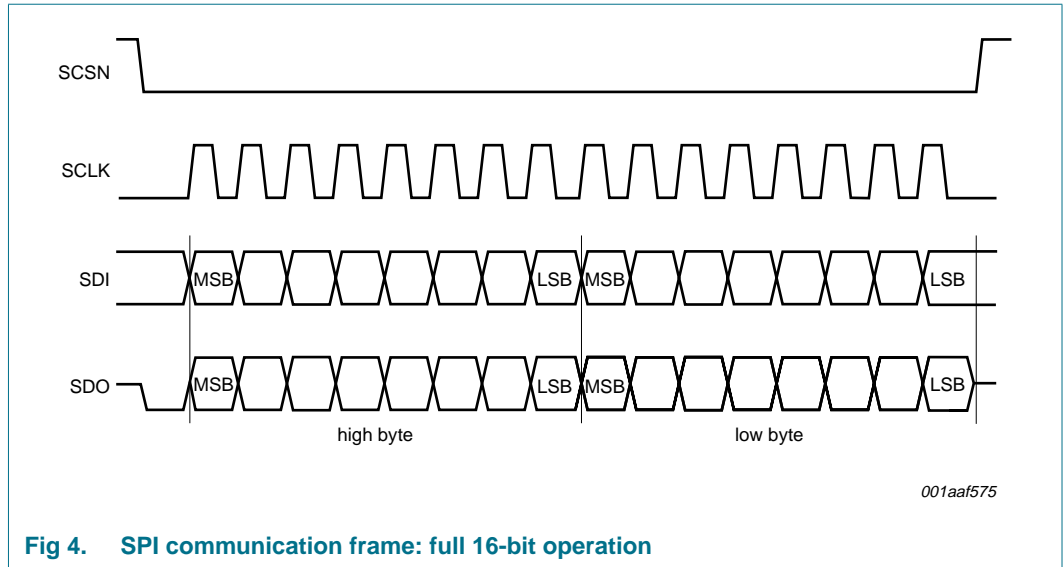 SCSN
SCLK
SDI MSB LSB MSB LSB
SDO MSB LSB MSB LSB
high byte low byte
001aaf575
Fig 4. SPI communication frame: full 16-bit operation